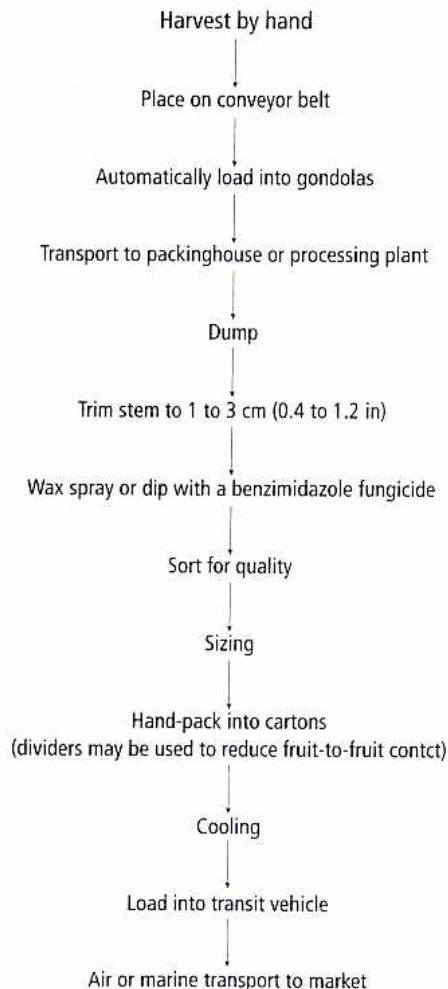 Harvest by hand
Place on conveyor belt
Automatically load into gondolas
Transport to packinghouse or processing plant
Dump
Trim stem to 1 to 3 cm (0.4 to 1.2 in)
Wax spray or dip with a benzimidazole fungicide
Sort for quality
Sizing
Hand-pack into cartons
(dividers may be used to reduce fruit-to-fruit contct)
Cooling
Load into transit vehicle
Air or marine transport to market